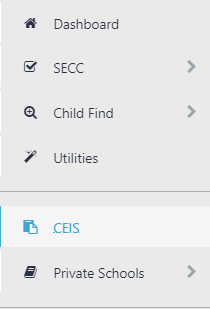 Dashboard
SECC
Child Find
Utilities
CEIS
Private Schools